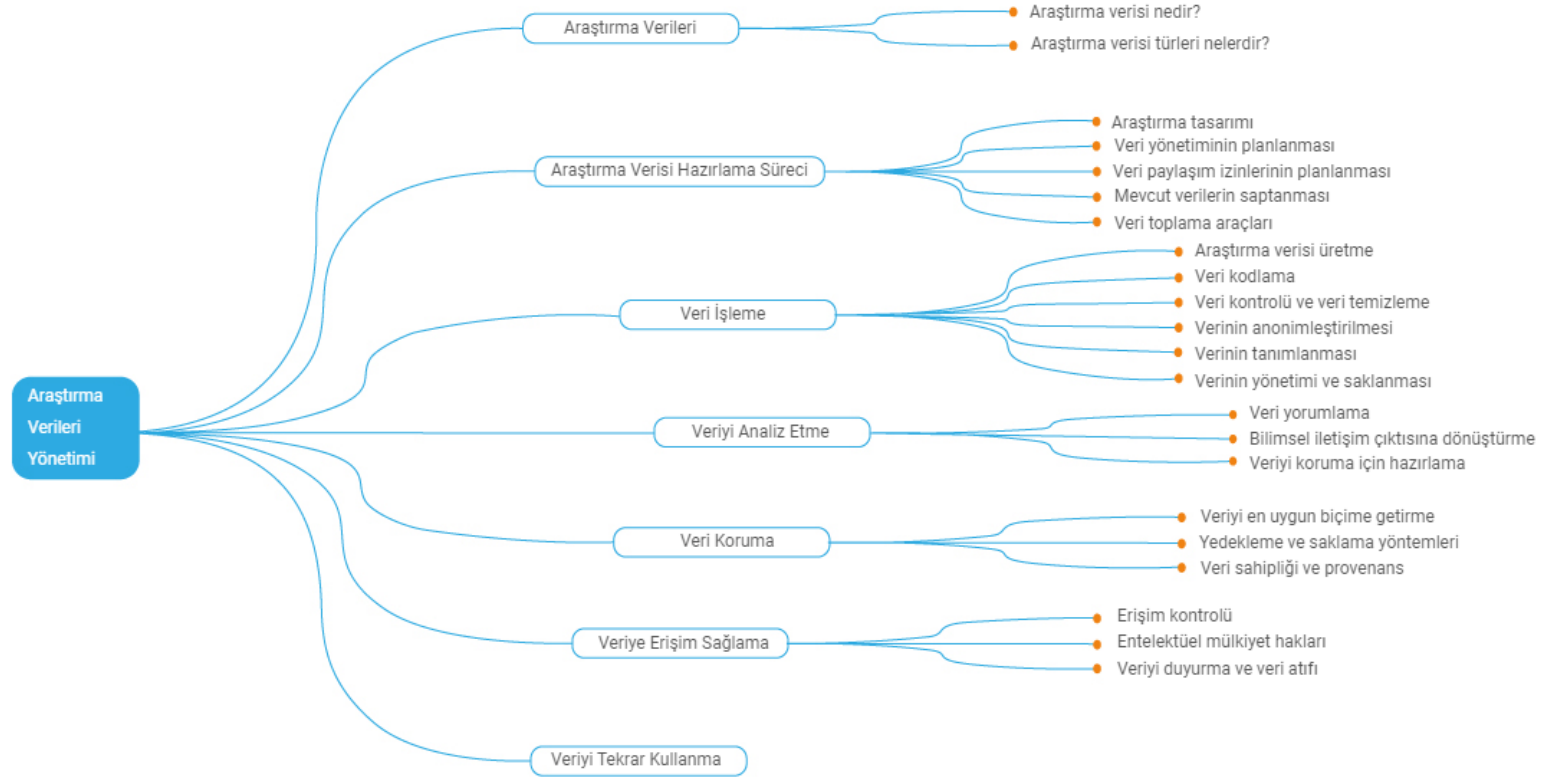 Araştırma
Verileri
Yönetimi
Araştırma Verileri
Araştırma verisi nedir?
Araştırma verisi türleri nelerdir?
Araştırma Verisi Hazırlama Süreci
Araştırma tasarımı
Veri yönetiminin planlanması
Veri paylaşım izinlerinin planlanması
Mevcut verilerin saptanması
Veri toplama araçları
Veri İşleme
Araştırma verisi üretme
Veri kodlama
Veri kontrolü ve veri temizleme
Verinin anonimleştirilmesi
Verinin tanımlanması
Verinin yönetimi ve saklanması
Veriyi Analiz Etme
Veri yorumlama
Bilimsel iletişim çıktısına dönüştürme
Veriyi koruma için hazırlama
Veri Koruma
Veriyi en uygun biçime getirme
Yedekleme ve saklama yöntemleri
Veri sahipliği ve provenans
Veriye Erişim Sağlama
Erişim kontrolü
Entelektüel mülkiyet hakları
Veriyi duyurma ve veri atıfı
Veriyi Tekrar Kullanma